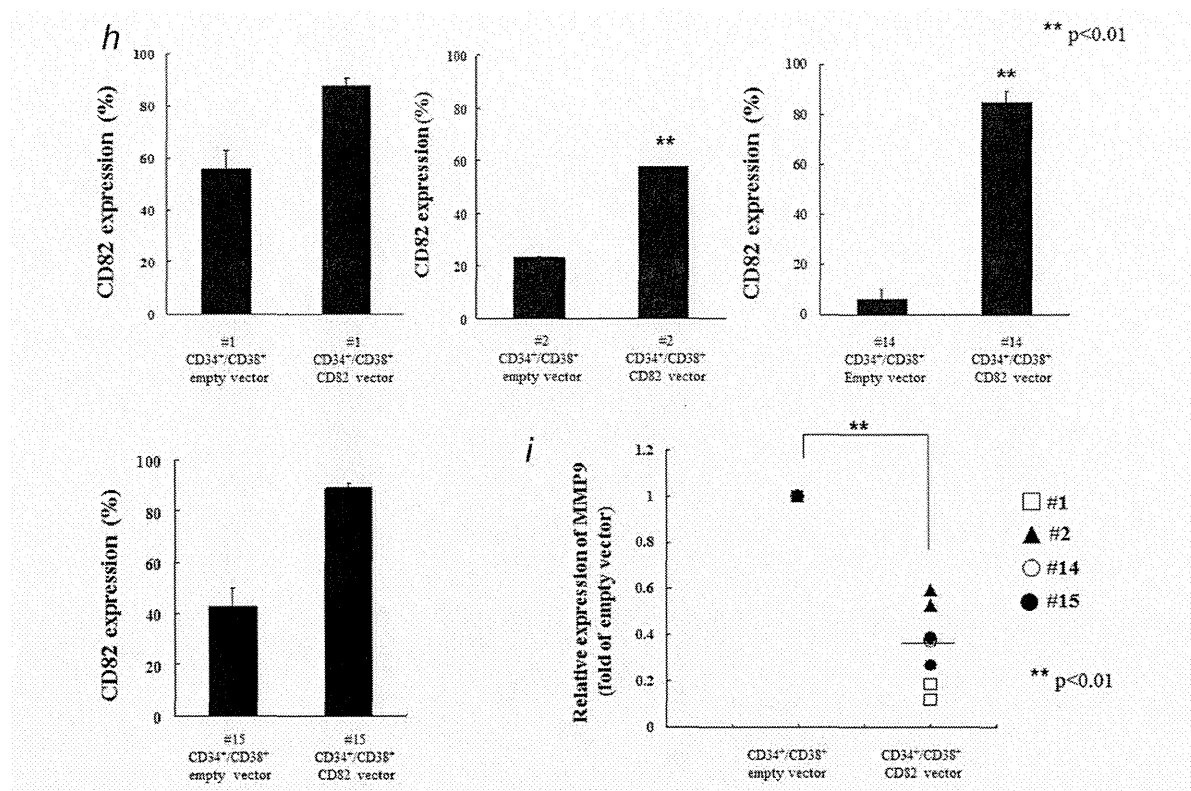 h
** p<0.01
CD82 expression (%)
100
80
60
40
20
0
#1
CD34+/CD38+
empty vector
#1
CD34+/CD38+
CD82 vector
CD82 expression (%)
100
80
60
40
20
0
**
#2
CD34+/CD38+
empty vector
#2
CD34+/CD38+
CD82 vector
CD82 expression (%)
100
80
60
40
20
0
**
#14
CD34+/CD38+
Empty vector
#14
CD34+/CD38+
CD82 vector
CD82 expression (%)
100
80
60
40
20
0
#15
CD34+/CD38+
empty vector
#15
CD34+/CD38+
CD82 vector
i
Relative expression of MMP9
(fold of empty vector)
1.2
1
0.8
0.6
0.4
0.2
0
**
CD34+/CD38+
empty vector
CD34+/CD38+
CD82 vector
#1
#2
#14
#15
** p<0.01